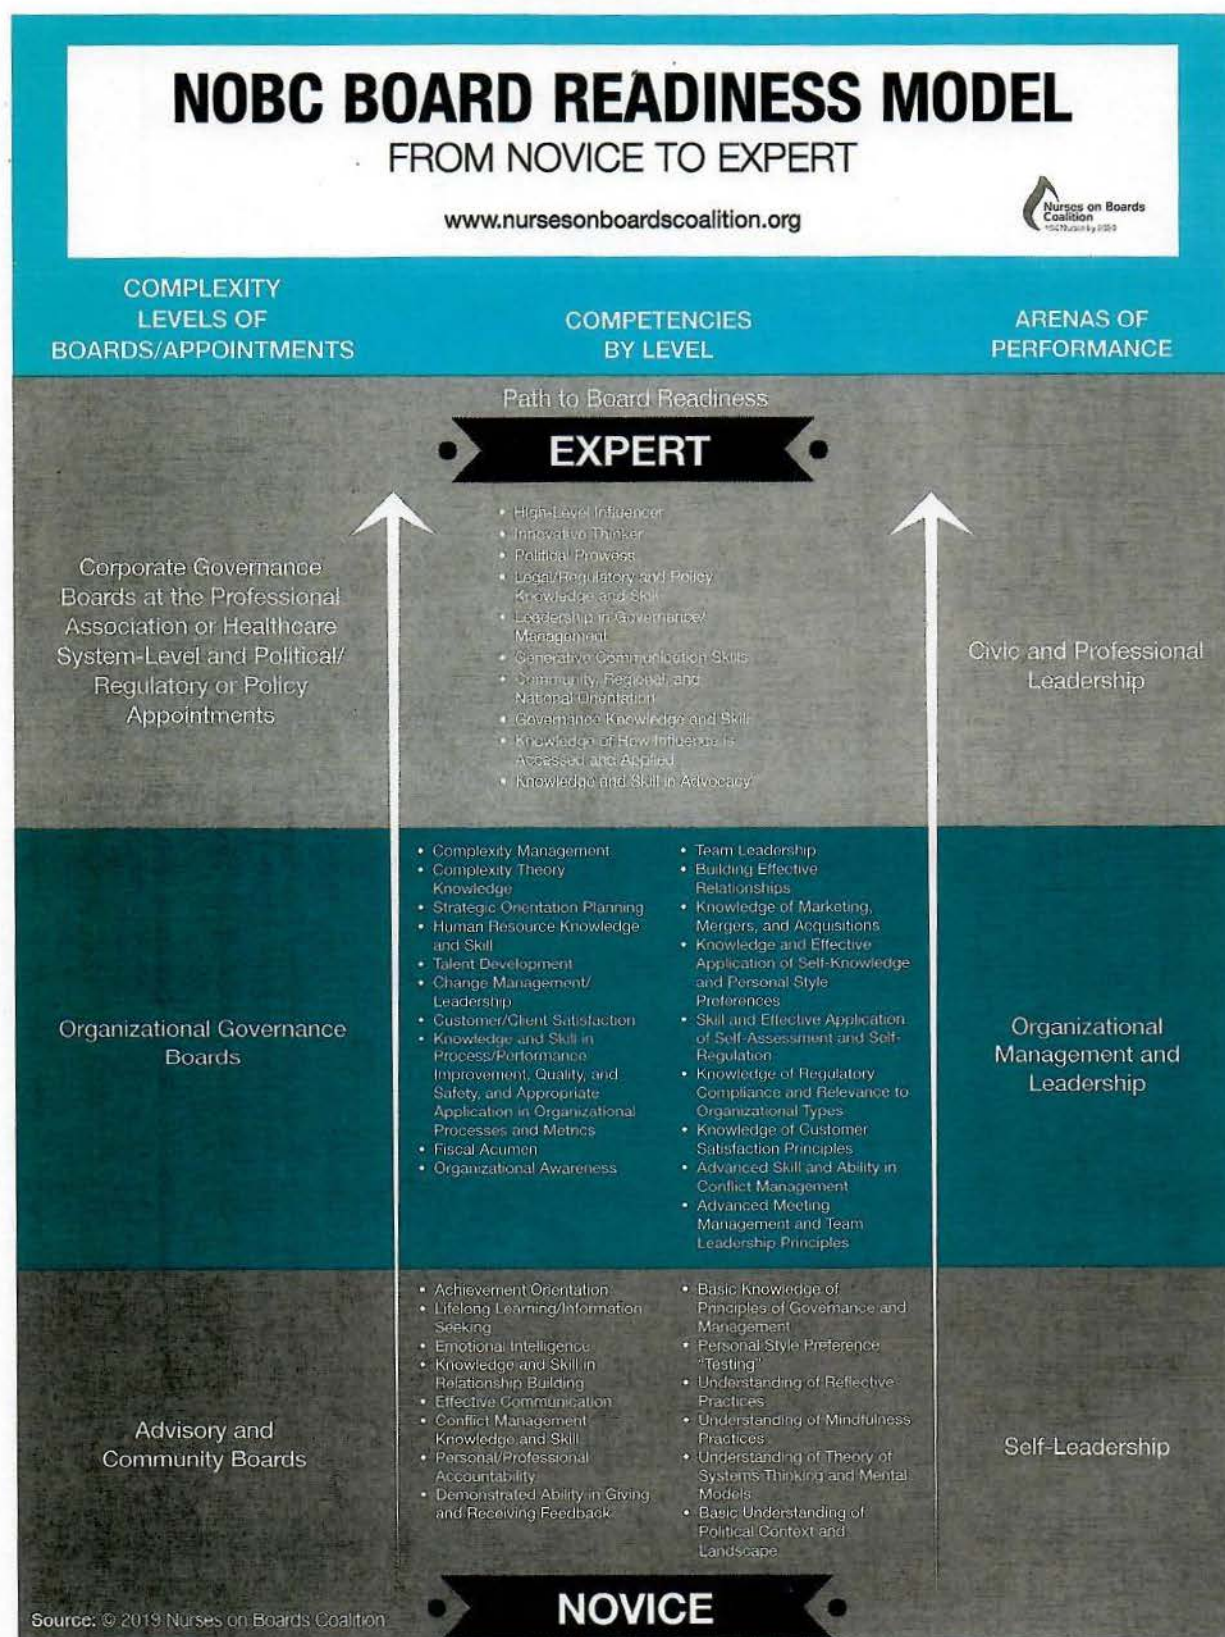 NOBC BOARD READINESS MODEL
FROM NOVICE TO EXPERT
www.nursesonboardscoalition.org
Nurses on Boards
Coalition
COMPLEXITY
LEVELS OF
BOARDS/APPOINTMENTS
COMPETENCIES
BY LEVEL
ARENAS OF
PERFORMANCE
Path to Board Readiness
EXPERT
Corporate Governance
Boards at the Professional
Association or Healthcare
System-Level and Political/
Regulatory or Policy
Appointments
• High-Level Influencer
• Innovative Thinker
• Political Prowess
• Legal/Regulatory and Policy
Knowledge and Skill
• Leadership in Governance/
Management
• Generative Communication Skills
• Community, Regional, and
National Orientation
• Governance Knowledge and Skill
• Knowledge of How Influence is
Accessed and Applied
• Knowledge and Skill in Advocacy
Civic and Professional
Leadership
Organizational Governance
Boards
• Complexity Management
• Complexity Theory
Knowledge
• Strategic Orientation Planning
• Human Resource Knowledge
and Skill
• Talent Development
• Change Management/
Leadership
• Customer/Client Satisfaction
• Knowledge and Skill in
Process/Performance
Improvement, Quality, and
Safety, and Appropriate
Application in Organizational
Processes and Metrics
• Fiscal Acumen
• Organizational Awareness
• Team Leadership
• Building Effective
Relationships
• Knowledge of Marketing,
Mergers, and Acquisitions
• Knowledge and Effective
Application of Self-Knowledge
and Personal Style
Preferences
• Skill and Effective Application
of Self-Assessment and Self-
Regulation
• Knowledge of Regulatory
Compliance and Relevance to
Organizational Types
• Knowledge of Customer
Satisfaction Principles
• Advanced Skill and Ability in
Conflict Management
• Advanced Meeting
Management and Team
Leadership Principles
Organizational
Management and
Leadership
Advisory and
Community Boards
• Achievement Orientation
• Lifelong Learning/Information
Seeking
• Emotional Intelligence
• Knowledge and Skill in
Relationship Building
• Effective Communication
• Conflict Management
Knowledge and Skill
• Personal/Professional
Accountability
• Demonstrated Ability in Giving
and Receiving Feedback
• Basic Knowledge of
Principles of Governance and
Management
• Personal Style Preference
"Testing"
• Understanding of Reflective
Practices
• Understanding of Mindfulness
Practices
• Understanding of Theory of
Systems Thinking and Mental
Models
• Basic Understanding of
Political Context and
Landscape
Self-Leadership
NOVICE
Source: © 2019 Nurses on Boards Coalition